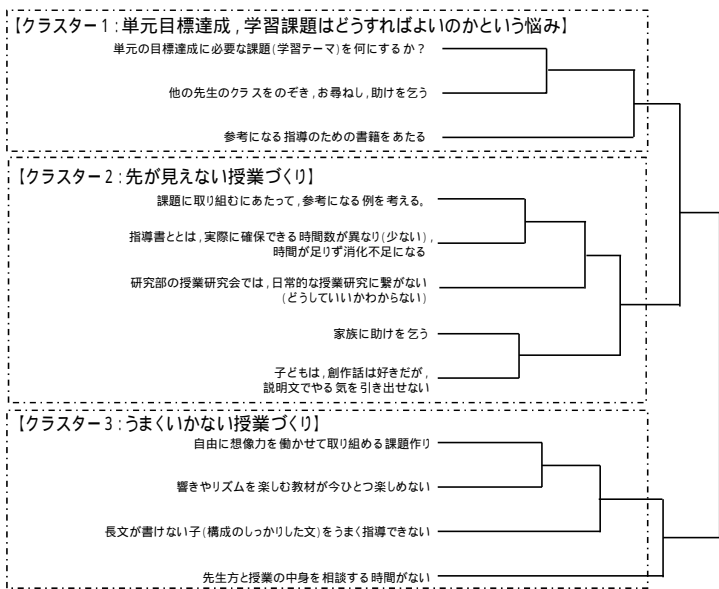 【クラスター1:単元目標達成,学習課題はどうすればよいのかという悩み】
単元の目標達成に必要な課題(学習テーマ)を何にするか?
他の先生のクラスをのぞき,お尋ねし,助けを乞う
参考になる指導のための書籍をあたる
【クラスター2:先が見えない授業づくり】
課題に取り組むにあたって,参考になる例を考える。
指導書ととは,実際に確保できる時間数が異なり(少ない),
時間が足りず消化不足になる
研究部の授業研究会では,日常的な授業研究に繋がない
(どうしていいかわからない)
家族に助けを乞う
子どもは,創作話は好きだが,
説明文でやる気を引き出せない
【クラスター3:うまくいかない授業づくり】
自由に想像力を働かせて取り組める課題作り
響きやリズムを楽しむ教材が今ひとつ楽しめない
長文が書けない子(構成のしっかりした文)をうまく指導できない
先生方と授業の中身を相談する時間がない